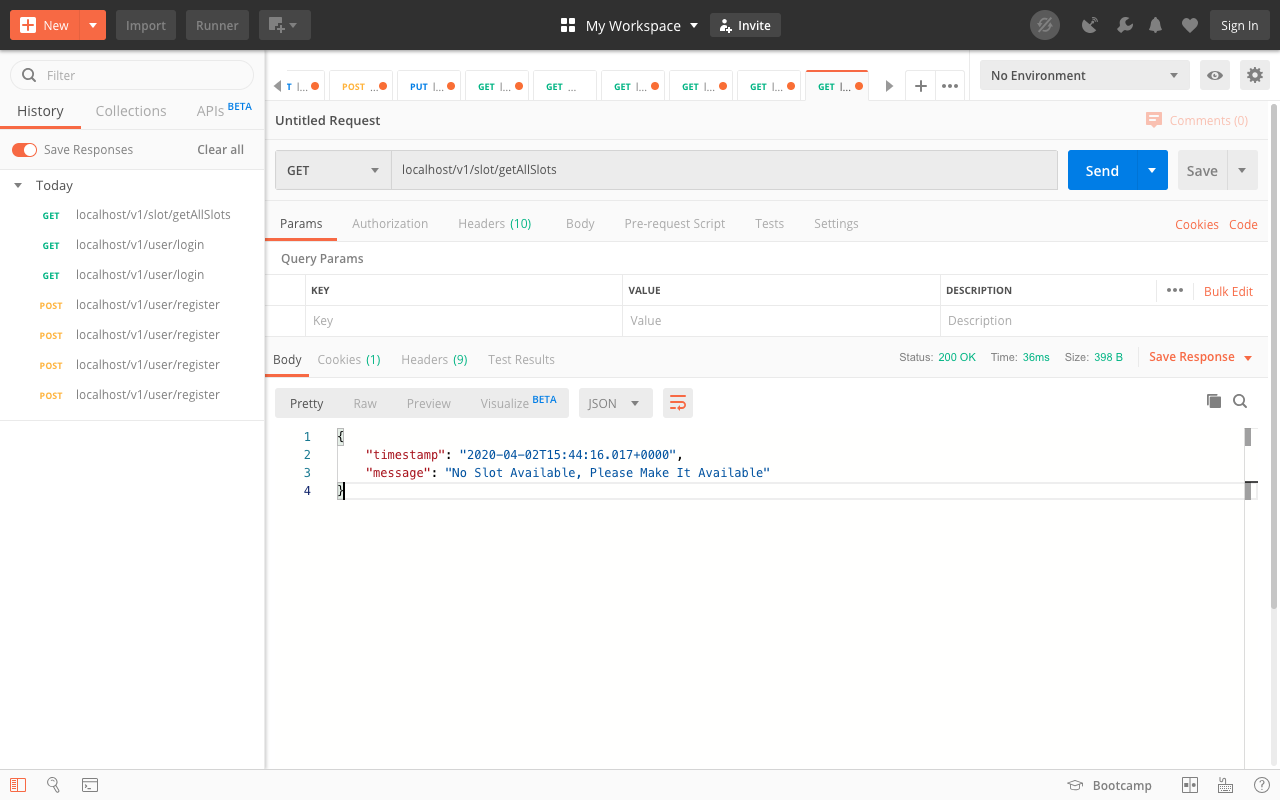 New Import Runner My Workspace Invite Sign In
Filter
History Collections APIs BETA
Save Responses Clear all
Today
GET localhost/v1/slot/getAllSlots
GET localhost/v1/user/login
GET localhost/v1/user/login
POST localhost/v1/user/register
POST localhost/v1/user/register
POST localhost/v1/user/register
POST localhost/v1/user/register
T l... POST ... PUT l... GET l... GET ... GET l... GET l... GET l... GET l... No Environment
Untitled Request Comments (0)
GET localhost/v1/slot/getAllSlots Send Save
Params Authorization Headers (10) Body Pre-request Script Tests Settings Cookies Code
Query Params
KEY VALUE DESCRIPTION Bulk Edit
Key Value Description
Body Cookies (1) Headers (9) Test Results Status: 200 OK Time: 36ms Size: 398 B Save Response
Pretty Raw Preview Visualize BETA JSON
1 {
2 "timestamp": "2020-04-02T15:44:16.017+0000",
3 "message": "No Slot Available, Please Make It Available"
4 }
Bootcamp